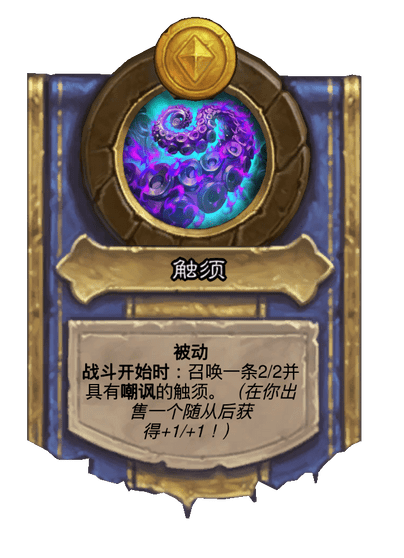 触须
被动
战斗开始时：召唤一条2/2并
具有嘲讽的触须。（在你出
售一个随从后获
得+1/+1！）